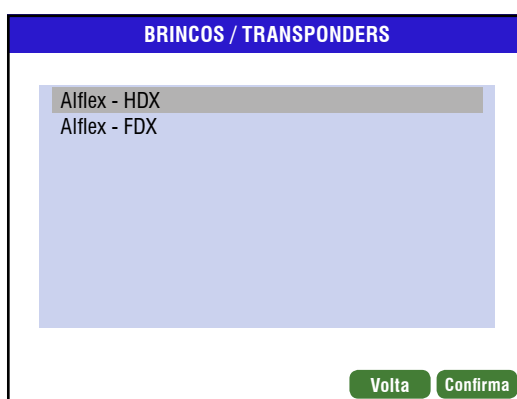 BRINCOS / TRANSPONDERS
Alflex - HDX
Alflex - FDX
Volta Confirma